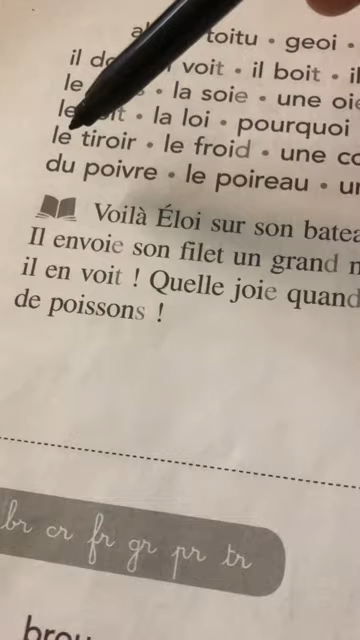 toitu • geoi •
il voit • il boit •
le • la soie • une
• la loi • pourquoi
le tiroir • le froid • une
du poivre • le poireau •
Voilà Éloi sur son
Il envoie son filet un grand
il en voit ! Quelle joie quand
de poissons !
br cr fr gr pr tr